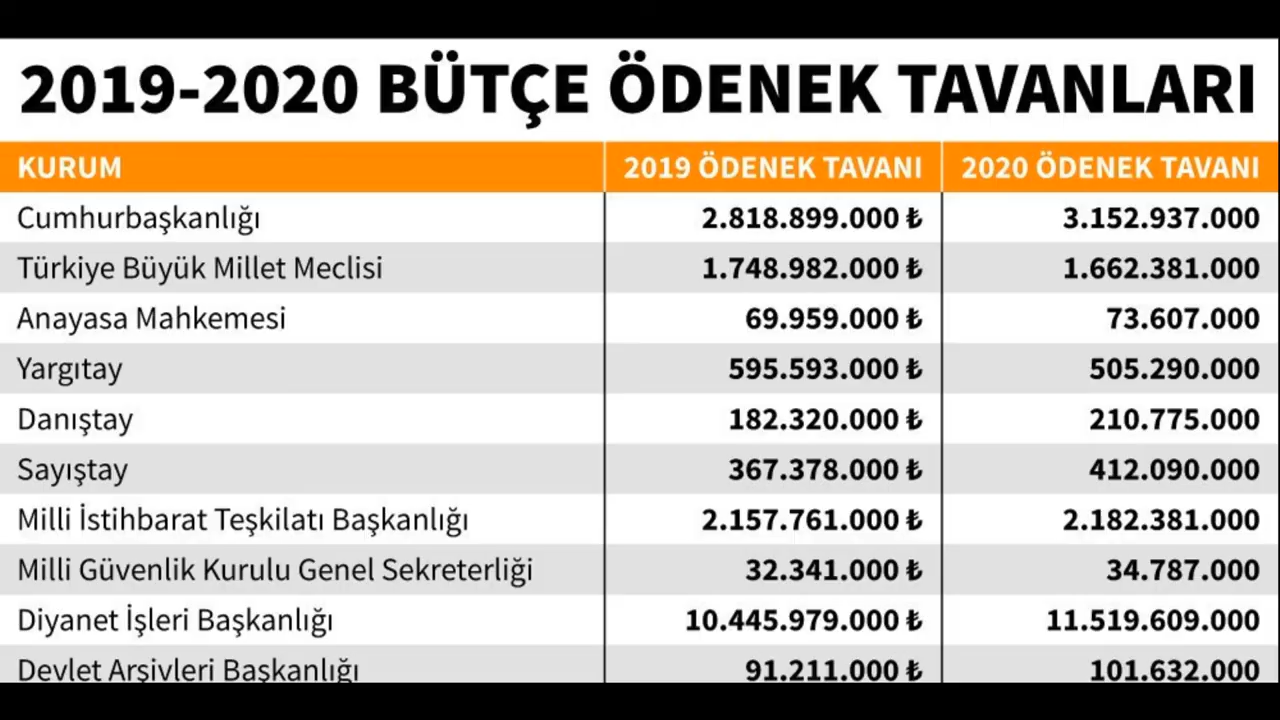 2019-2020 BÜTÇE ÖDENEK TAVANLARI
KURUM 2019 ÖDENEK TAVANI 2020 ÖDENEK TAVANI
Cumhurbaşkanlığı 2.818.899.000 ₺ 3.152.937.000
Türkiye Büyük Millet Meclisi 1.748.982.000 ₺ 1.662.381.000
Anayasa Mahkemesi 69.959.000 ₺ 73.607.000
Yargıtay 595.593.000 ₺ 505.290.000
Danıştay 182.320.000 ₺ 210.775.000
Sayıştay 367.378.000 ₺ 412.090.000
Milli İstihbarat Teşkilatı Başkanlığı 2.157.761.000 ₺ 2.182.381.000
Milli Güvenlik Kurulu Genel Sekreterliği 32.341.000 ₺ 34.787.000
Diyanet İşleri Başkanlığı 10.445.979.000 ₺ 11.519.609.000
Devlet Arşivleri Başkanlığı 91.211.000 ₺ 101.632.000